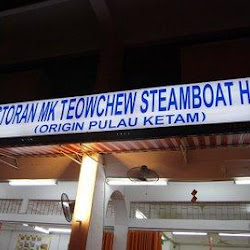 TORAN MK TEOWCHEW STEAMBOAT H
(ORIGIN PULAU KETAM)